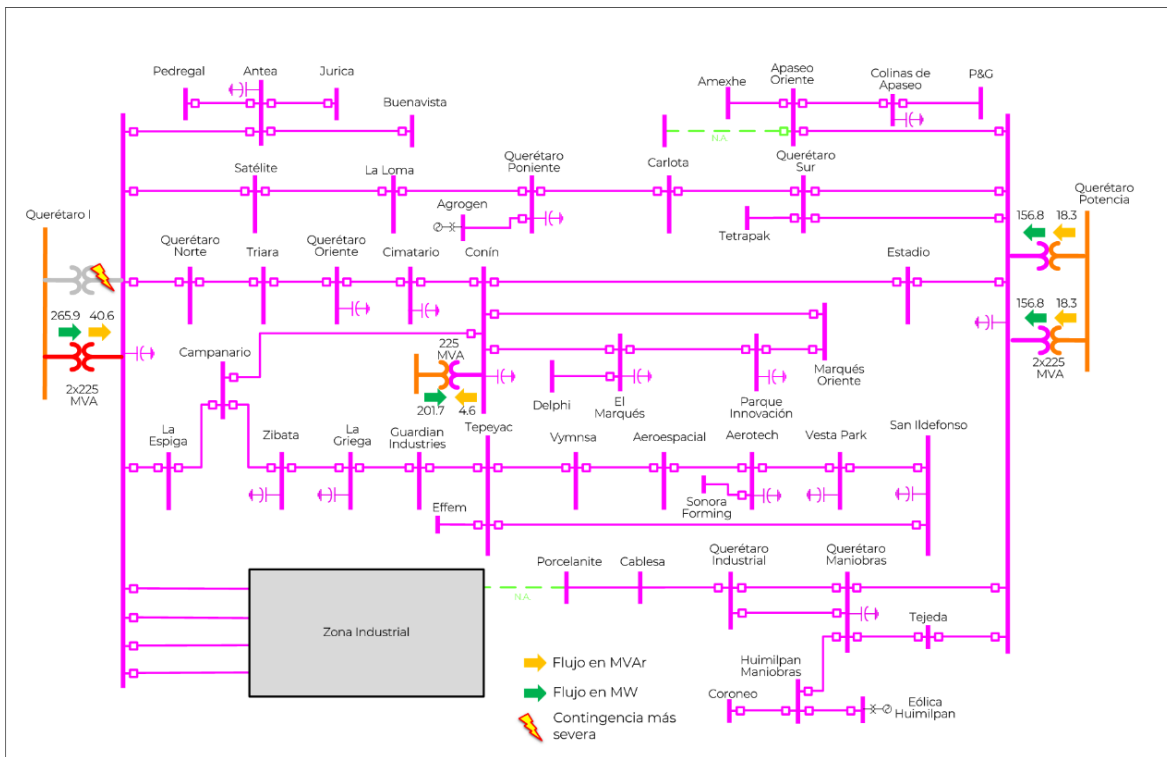 Pedregal
Antea
Jurica
Buenavista
Amexhe
Apaseo
Oriente
Colinas de
Apaseo
P&G
N.A.
Satélite
La Loma
Querétaro
Poniente
Carlota
Querétaro
Sur
Querétaro I
Agrogen
Tetrapak
Querétaro
Potencia
156.8
18.3
Querétaro
Norte
Triara
Querétaro
Oriente
Cimatario
Conín
Estadio
265.9
40.6
156.8
18.3
2x225
MVA
2x225
MVA
Campanario
225
MVA
201.7
4.6
Delphi
El
Marqués
Parque
Innovación
Marqués
Oriente
La
Espiga
Zibata
La
Griega
Guardian
Industries
Tepeyac
Vymnsa
Aeroespacial
Aerotech
Vesta Park
San Ildefonso
Effem
Sonora
Forming
Porcelanite
Cablesa
Querétaro
Industrial
Querétaro
Maniobras
N.A.
Zona Industrial
Tejeda
Huimilpan
Maniobras
Coroneo
Eólica
Huimilpan
Flujo en MVAr
Flujo en MW
Contingencia más
severa